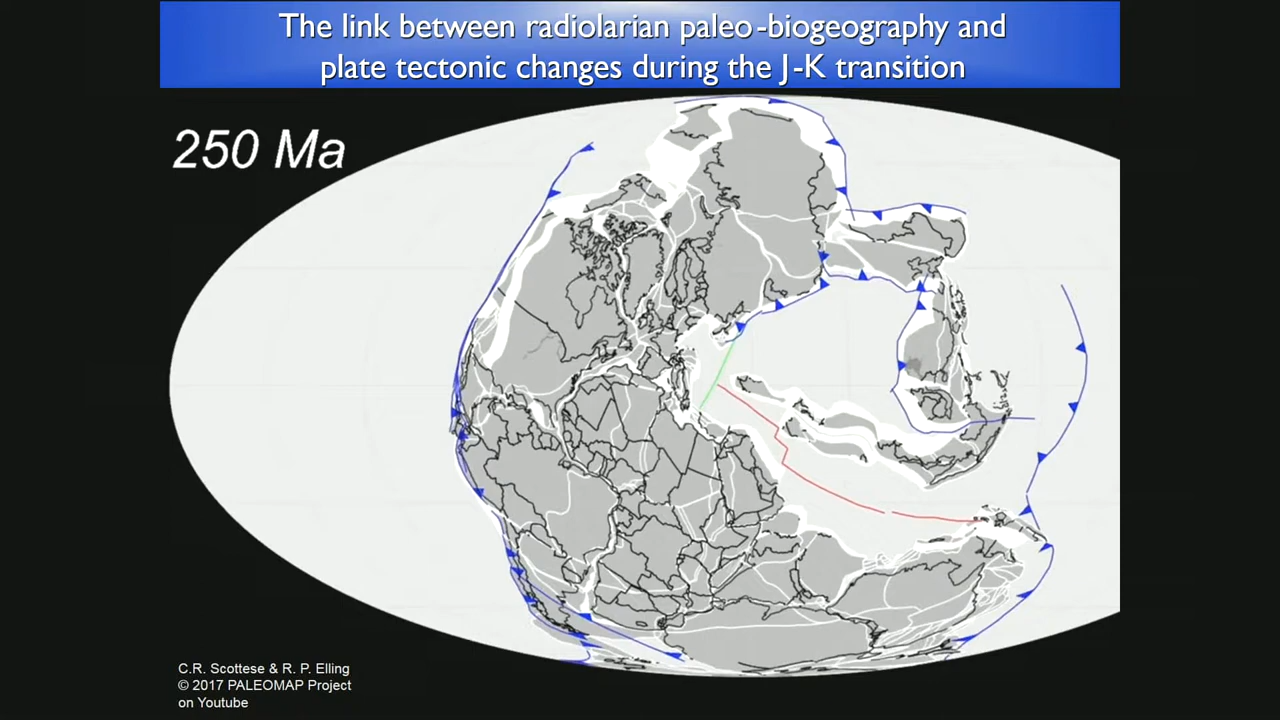 The link between radiolarian paleo-biogeography and
plate tectonic changes during the J-K transition
250 Ma
C.R. Scottese & R. P. Elling
© 2017 PALEOMAP Project
on Youtube